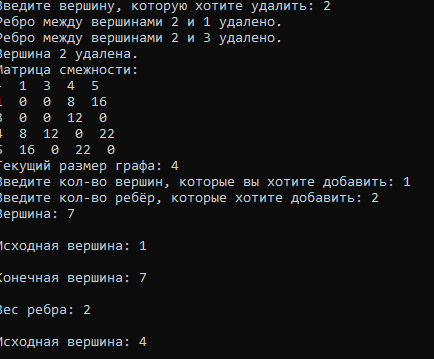 Введите вершину, которую хотите удалить: 2
Ребро между вершинами 2 и 1 удалено.
Ребро между вершинами 2 и 3 удалено.
Вершина 2 удалена.
Матрица смежности:
- 1 3 4 5
1 0 0 8 16
3 0 0 12 0
4 8 12 0 22
5 16 0 22 0
Текущий размер графа: 4
Введите кол-во вершин, которые вы хотите добавить: 1
Введите кол-во ребёр, которые хотите добавить: 2
Вершина: 7
Исходная вершина: 1
Конечная вершина: 7
Вес ребра: 2
Исходная вершина: 4